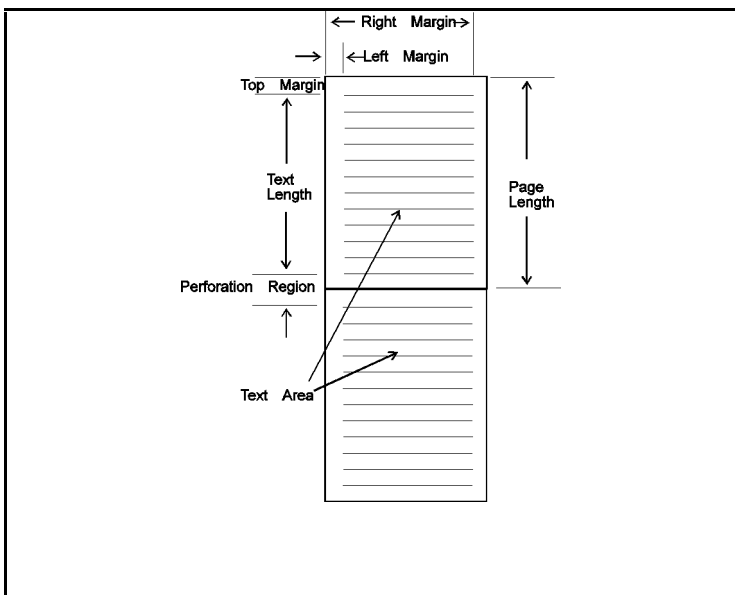 Right Margin
Left Margin
Top Margin
Text
Length
Page
Length
Perforation Region
Text Area